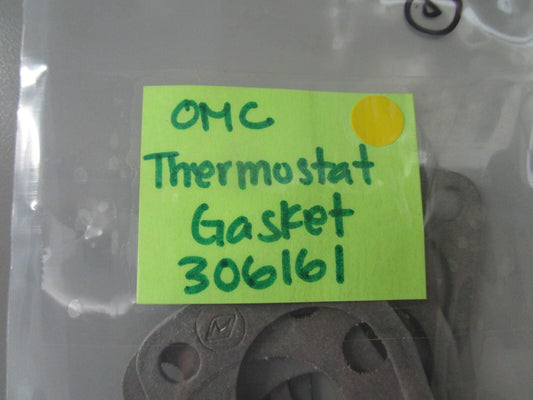 OMC
Thermostat
Gasket
306161
M